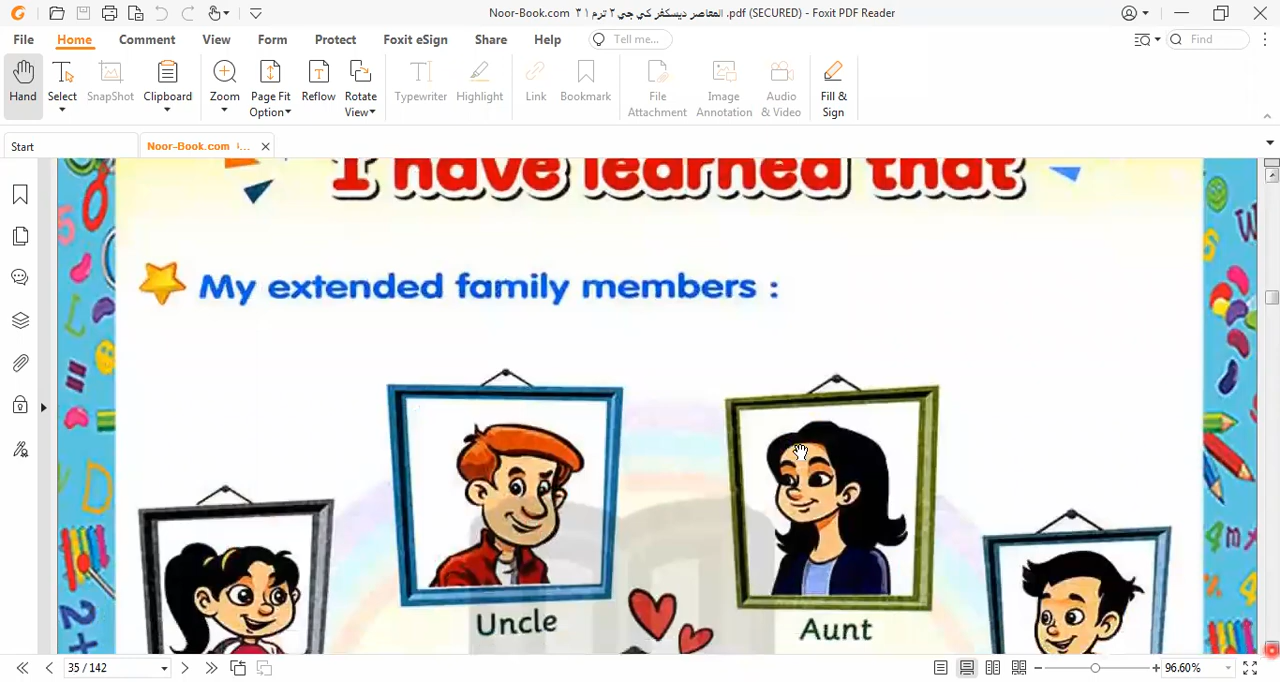 Noor-Book.com المعاصر ديسكفر كي جي ٢ ترم ١ ٣ .pdf (SECURED) - Foxit PDF Reader
File Home Comment View Form Protect Foxit eSign Share Help Tell me... Find
Hand Select SnapShot Clipboard Zoom Page Fit Option Reflow Rotate View Typewriter Highlight Link Bookmark File Attachment Image Annotation Audio & Video Fill & Sign
Start Noor-Book.com
I have learned that
My extended family members :
Uncle
Aunt
35 / 142
96.60%